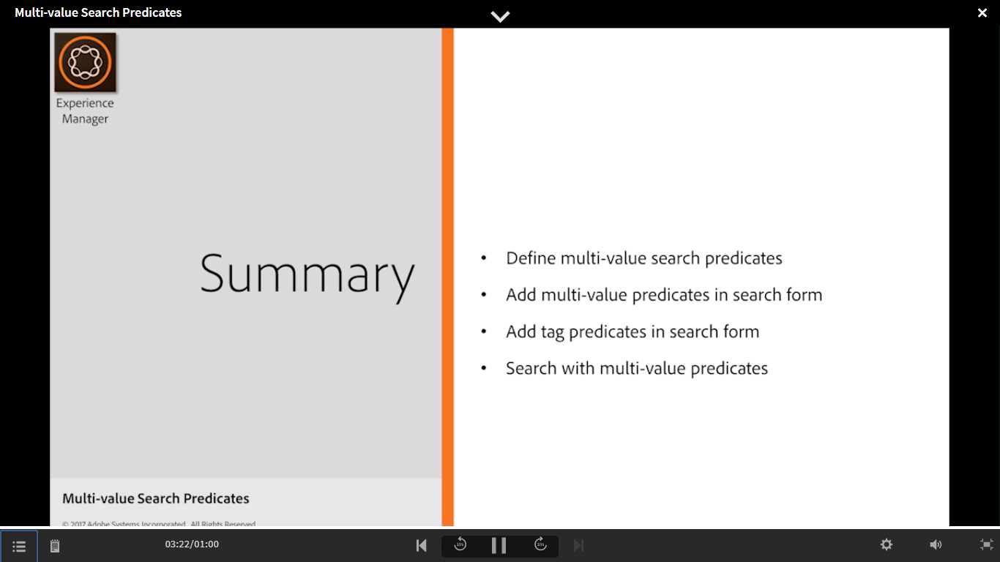 Multi-value Search Predicates
Experience
Manager
Summary
• Define multi-value search predicates
• Add multi-value predicates in search form
• Add tag predicates in search form
• Search with multi-value predicates
Multi-value Search Predicates
© 2017 Adobe Systems Incorporated. All Rights Reserved.
03:22/01:00
10s
10s